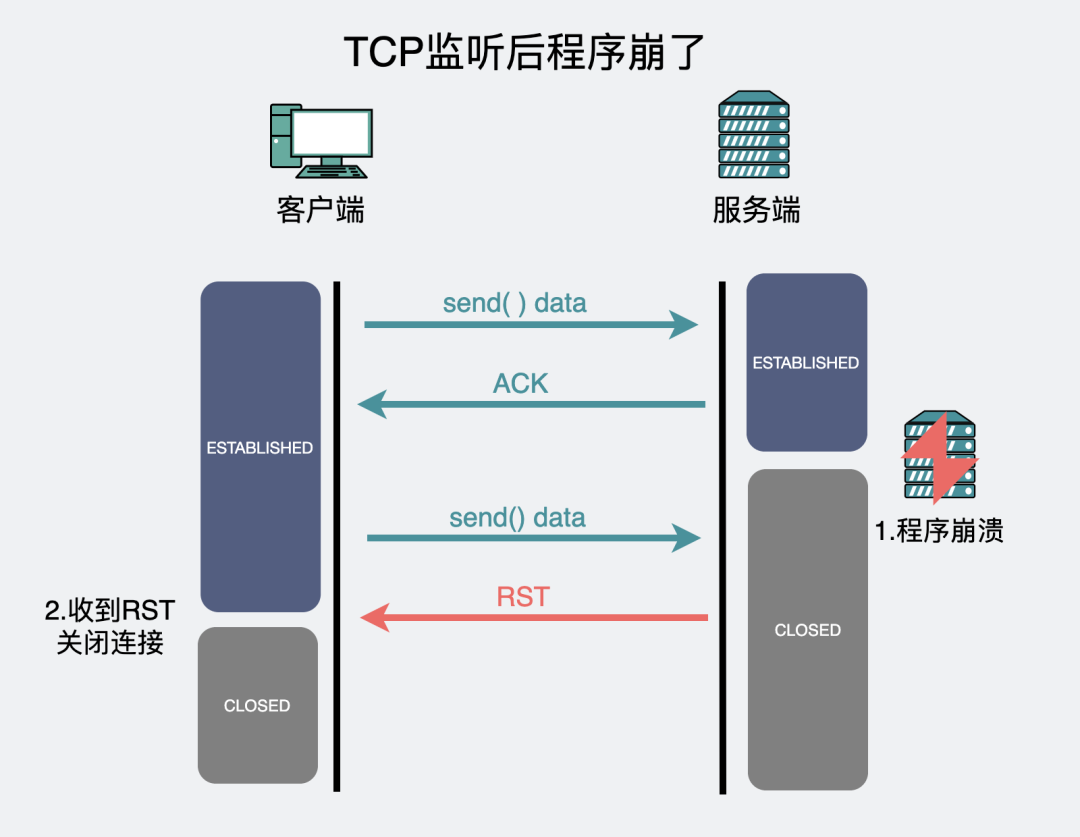 TCP监听后程序崩了
客户端
服务端
send( ) data
ESTABLISHED
ACK
ESTABLISHED
send() data
1.程序崩溃
RST
2.收到RST
关闭连接
CLOSED
CLOSED